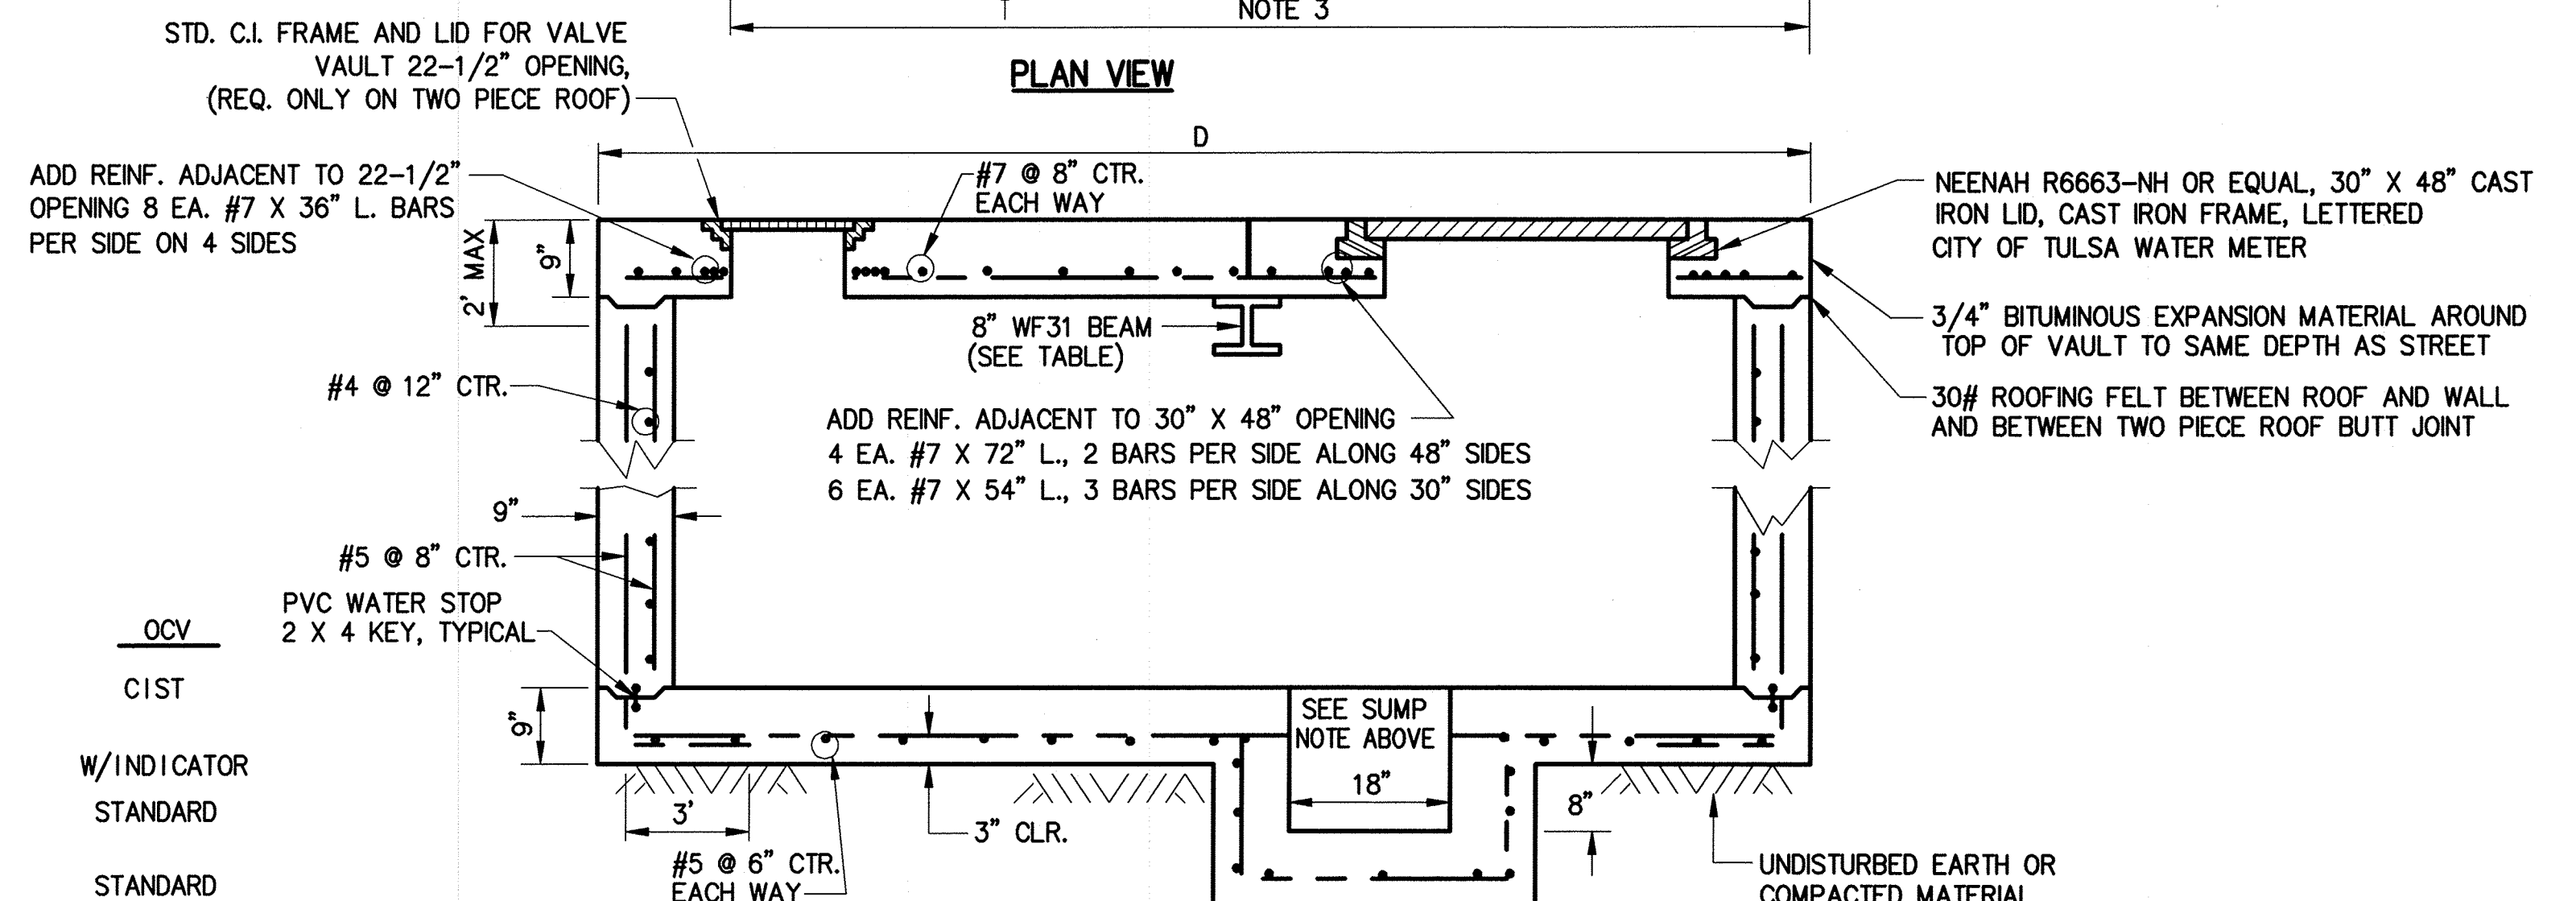 NOTE 3
PLAN VIEW
STD. C.I. FRAME AND LID FOR VALVE
VAULT 22-1/2" OPENING,
(REQ. ONLY ON TWO PIECE ROOF)
D
ADD REINF. ADJACENT TO 22-1/2"
OPENING 8 EA. #7 X 36" L. BARS
PER SIDE ON 4 SIDES
2' MAX
9"
#7 @ 8" CTR.
EACH WAY
NEENAH R6663-NH OR EQUAL, 30" X 48" CAST
IRON LID, CAST IRON FRAME, LETTERED
CITY OF TULSA WATER METER
8" WF31 BEAM
(SEE TABLE)
3/4" BITUMINOUS EXPANSION MATERIAL AROUND
TOP OF VAULT TO SAME DEPTH AS STREET
#4 @ 12" CTR.
30# ROOFING FELT BETWEEN ROOF AND WALL
AND BETWEEN TWO PIECE ROOF BUTT JOINT
ADD REINF. ADJACENT TO 30" X 48" OPENING
4 EA. #7 X 72" L., 2 BARS PER SIDE ALONG 48" SIDES
6 EA. #7 X 54" L., 3 BARS PER SIDE ALONG 30" SIDES
9"
#5 @ 8" CTR.
PVC WATER STOP
2 X 4 KEY, TYPICAL
OCV
CIST
W/INDICATOR
STANDARD
STANDARD
9"
SEE SUMP
NOTE ABOVE
18"
8"
3'
3" CLR.
#5 @ 6" CTR.
EACH WAY
UNDISTURBED EARTH OR
COMPACTED MATERIAL